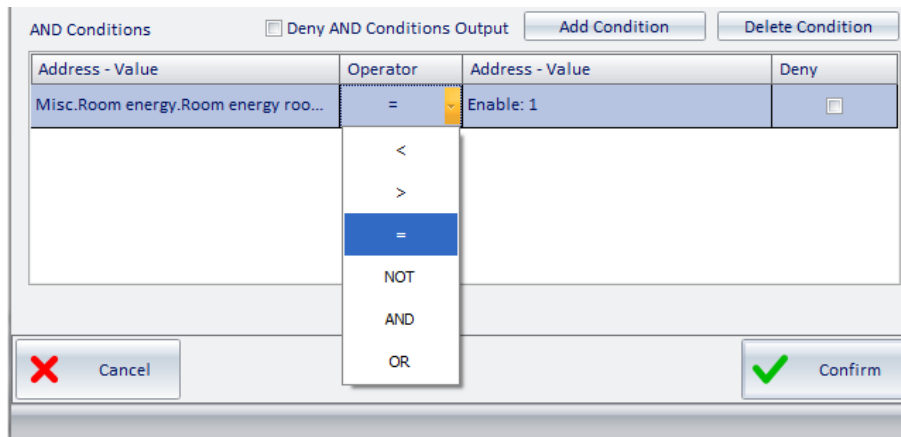 AND Conditions Deny AND Conditions Output Add Condition Delete Condition
Address - Value Operator Address - Value Deny
Misc.Room energy.Room energy roo... = Enable: 1
<
>
=
NOT
AND
OR
Cancel Confirm